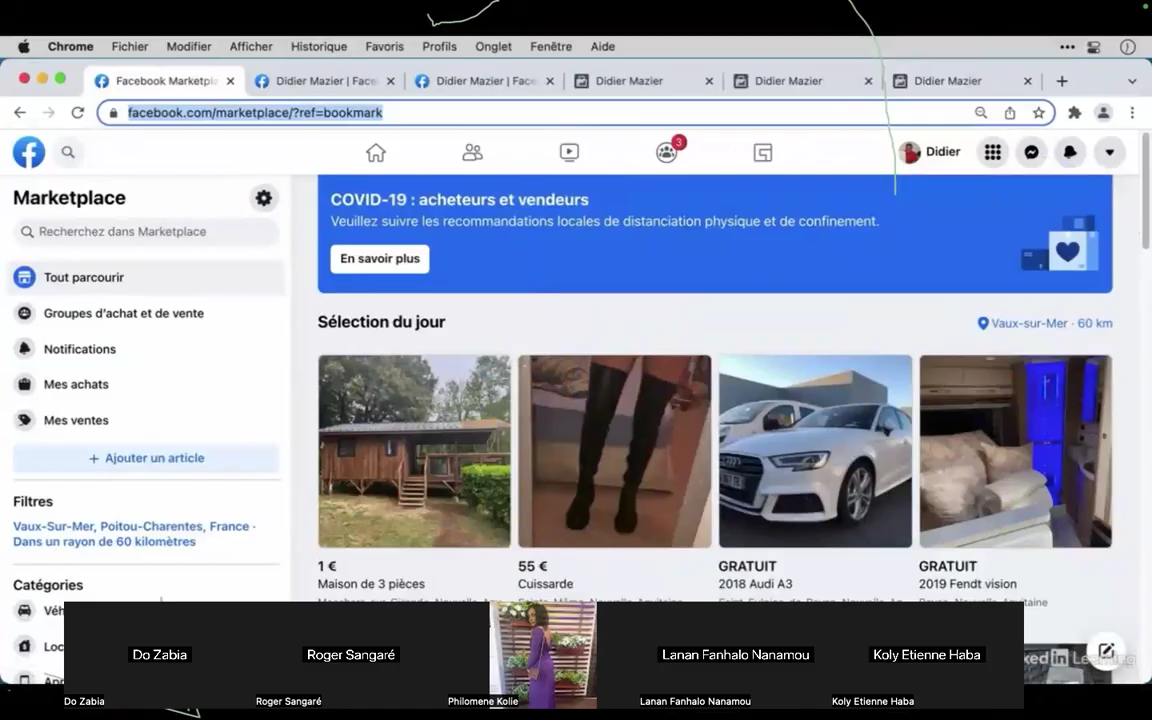 Chrome Fichier Modifier Afficher Historique Favoris Profils Onglet Fenêtre Aide
Facebook Marketpla Didier Mazier | Face Didier Mazier | Face Didier Mazier Didier Mazier Didier Mazier
facebook.com/marketplace/?ref=bookmark
3
Didier
Marketplace
Recherchez dans Marketplace
Tout parcourir
Groupes d'achat et de vente
Notifications
Mes achats
Mes ventes
+ Ajouter un article
Filtres
Vaux-Sur-Mer, Poitou-Charentes, France ·
Dans un rayon de 60 kilomètres
Catégories
Véh
Loc
COVID-19 : acheteurs et vendeurs
Veuillez suivre les recommandations locales de distanciation physique et de confinement.
En savoir plus
Sélection du jour
Vaux-sur-Mer · 60 km
1 €
Maison de 3 pièces
55 €
Cuissarde
GRATUIT
2018 Audi A3
GRATUIT
2019 Fendt vision
Do Zabia
Roger Sangaré
Lanan Fanhalo Nanamou
Koly Etienne Haba
Do Zabia
Roger Sangaré
Philomene Kolie
Lanan Fanhalo Nanamou
Koly Etienne Haba